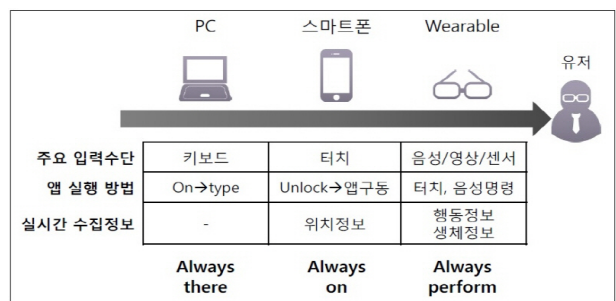 PC 스마트폰 Wearable
유저
주요 입력수단 키보드 터치 음성/영상/센서
앱 실행 방법 On→type Unlock→앱구동 터치, 음성명령
실시간 수집정보 - 위치정보 행동정보
생체정보
Always Always Always
there on perform